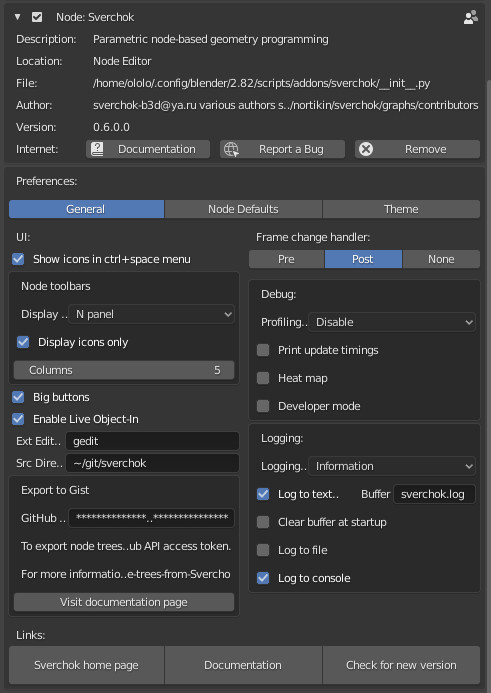 Node: Sverchok
Description: Parametric node-based geometry programming
Location: Node Editor
File: /home/ololo/.config/blender/2.82/scripts/addons/sverchok/__init__.py
Author: sverchok-b3d@ya.ru various authors s../nortikin/sverchok/graphs/contributors
Version: 0.6.0.0
Internet: Documentation Report a Bug Remove
Preferences:
General Node Defaults Theme
UI:
Show icons in ctrl+space menu
Node toolbars
Display .. N panel
Display icons only
Columns 5
Big buttons
Enable Live Object-In
Ext Edit.. gedit
Src Dire.. ~/git/sverchok
Export to Gist
GitHub .. **************..***************
To export node trees..ub API access token.
For more informatio..e-trees-from-Svercho
Visit documentation page
Frame change handler:
Pre Post None
Debug:
Profiling.. Disable
Print update timings
Heat map
Developer mode
Logging:
Logging.. Information
Log to text.. Buffer sverchok.log
Clear buffer at startup
Log to file
Log to console
Links:
Sverchok home page Documentation Check for new version